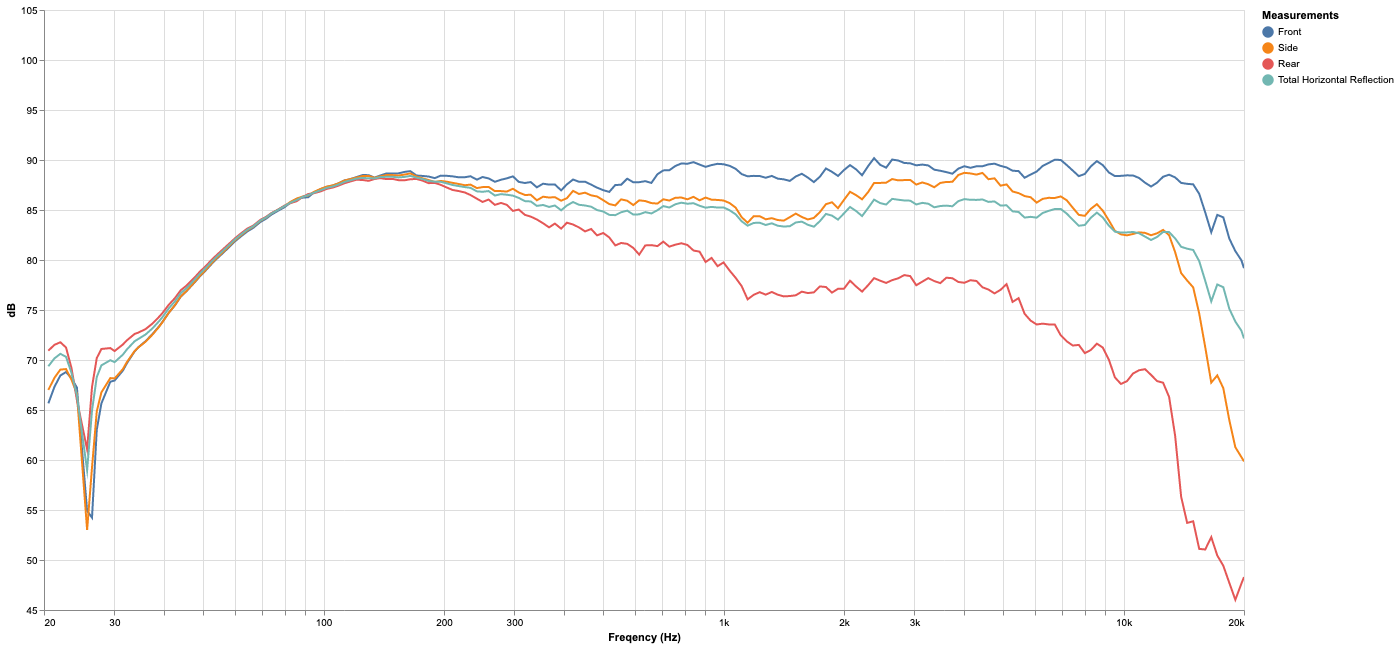 105
100
95
90
85
80
75
70
65
60
55
50
45
dB
20 30 100 200 300 1k 2k 3k 10k 20k
Freqency (Hz)
Measurements
Front
Side
Rear
Total Horizontal Reflection